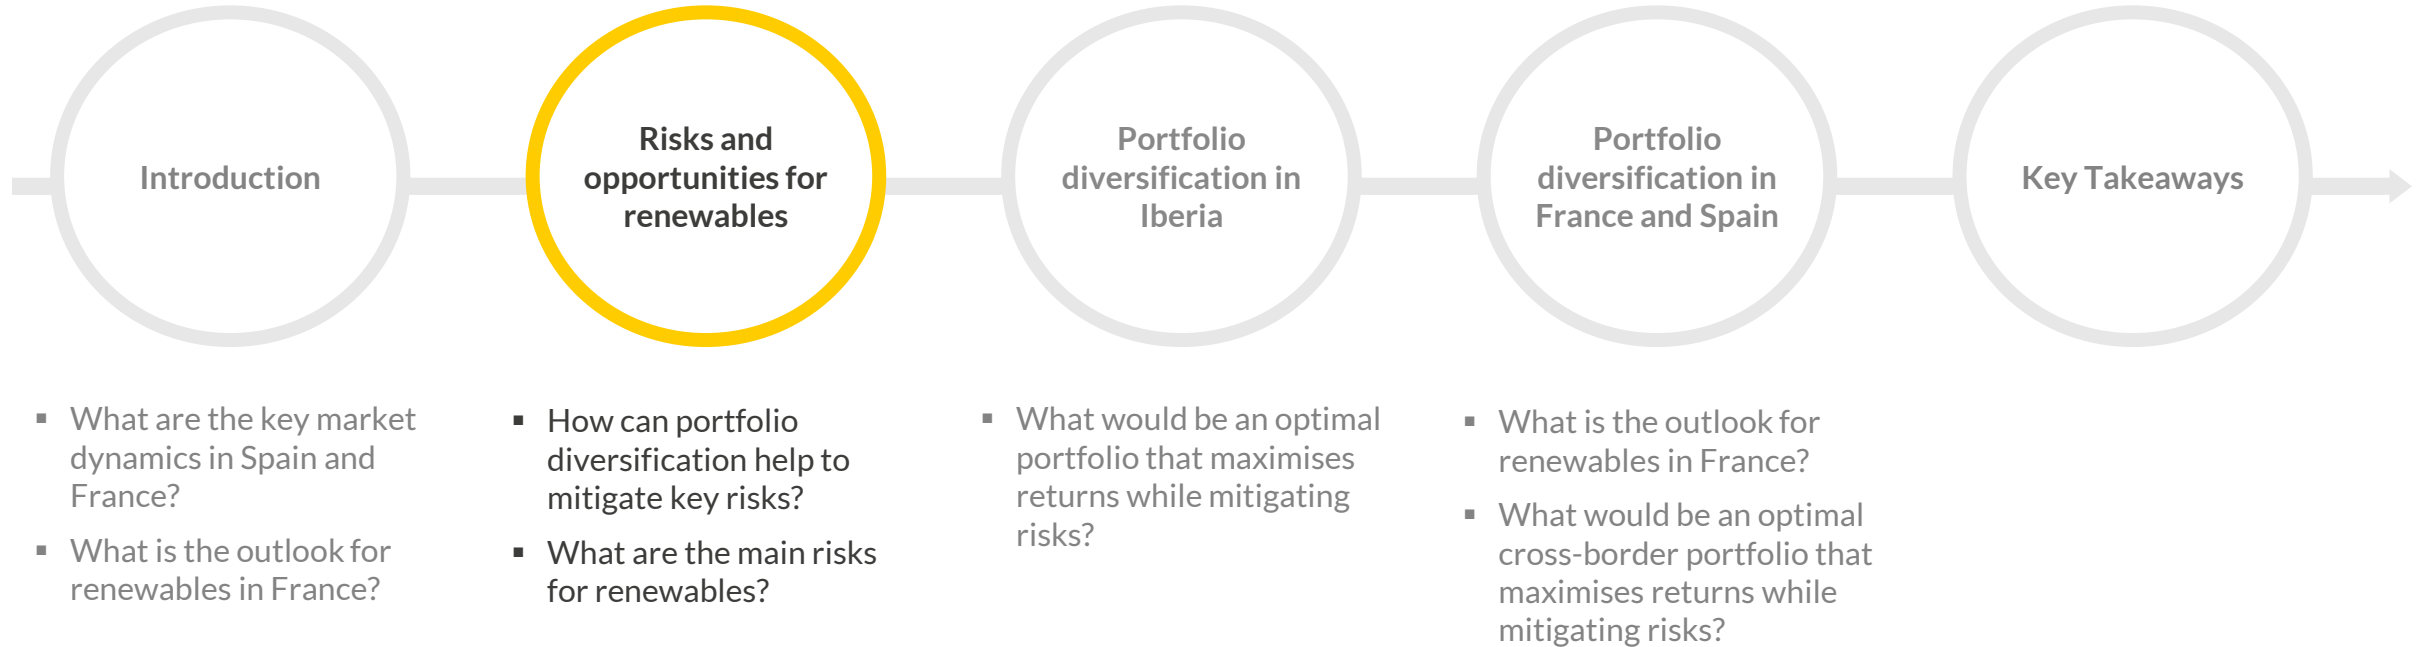 Introduction
Risks and
opportunities for
renewables
Portfolio
diversification in
Iberia
Portfolio
diversification in
France and Spain
Key Takeaways
▪ What are the key market
dynamics in Spain and
France?
▪ What is the outlook for
renewables in France?
▪ How can portfolio
diversification help to
mitigate key risks?
▪ What are the main risks
for renewables?
▪ What would be an optimal
portfolio that maximises
returns while mitigating
risks?
▪ What is the outlook for
renewables in France?
▪ What would be an optimal
cross-border portfolio that
maximises returns while
mitigating risks?